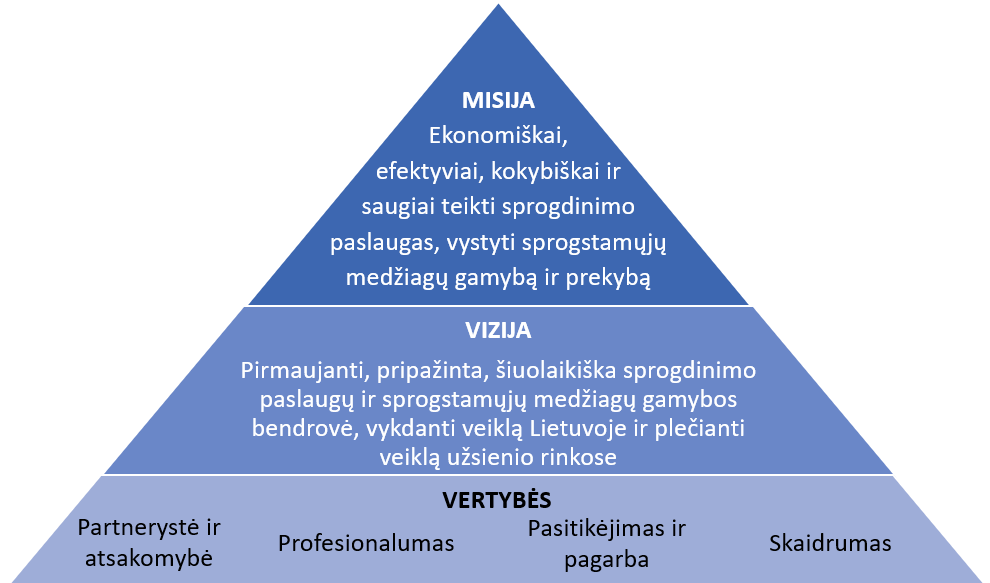 MISIJA
Ekonomiškai,
efektyviai, kokybiškai ir
saugiai teikti sprogdinimo
paslaugas, vystyti sprogstamųjų
medžiagų gamybą ir prekybą
VIZIJA
Pirmaujanti, pripažinta, šiuolaikiška sprogdinimo
paslaugų ir sprogstamųjų medžiagų gamybos
bendrovė, vykdanti veiklą Lietuvoje ir plečianti
veiklą užsienio rinkose
VERTYBĖS
Partnerystė ir
atsakomybė
Profesionalumas
Pasitikėjimas ir
pagarba
Skaidrumas